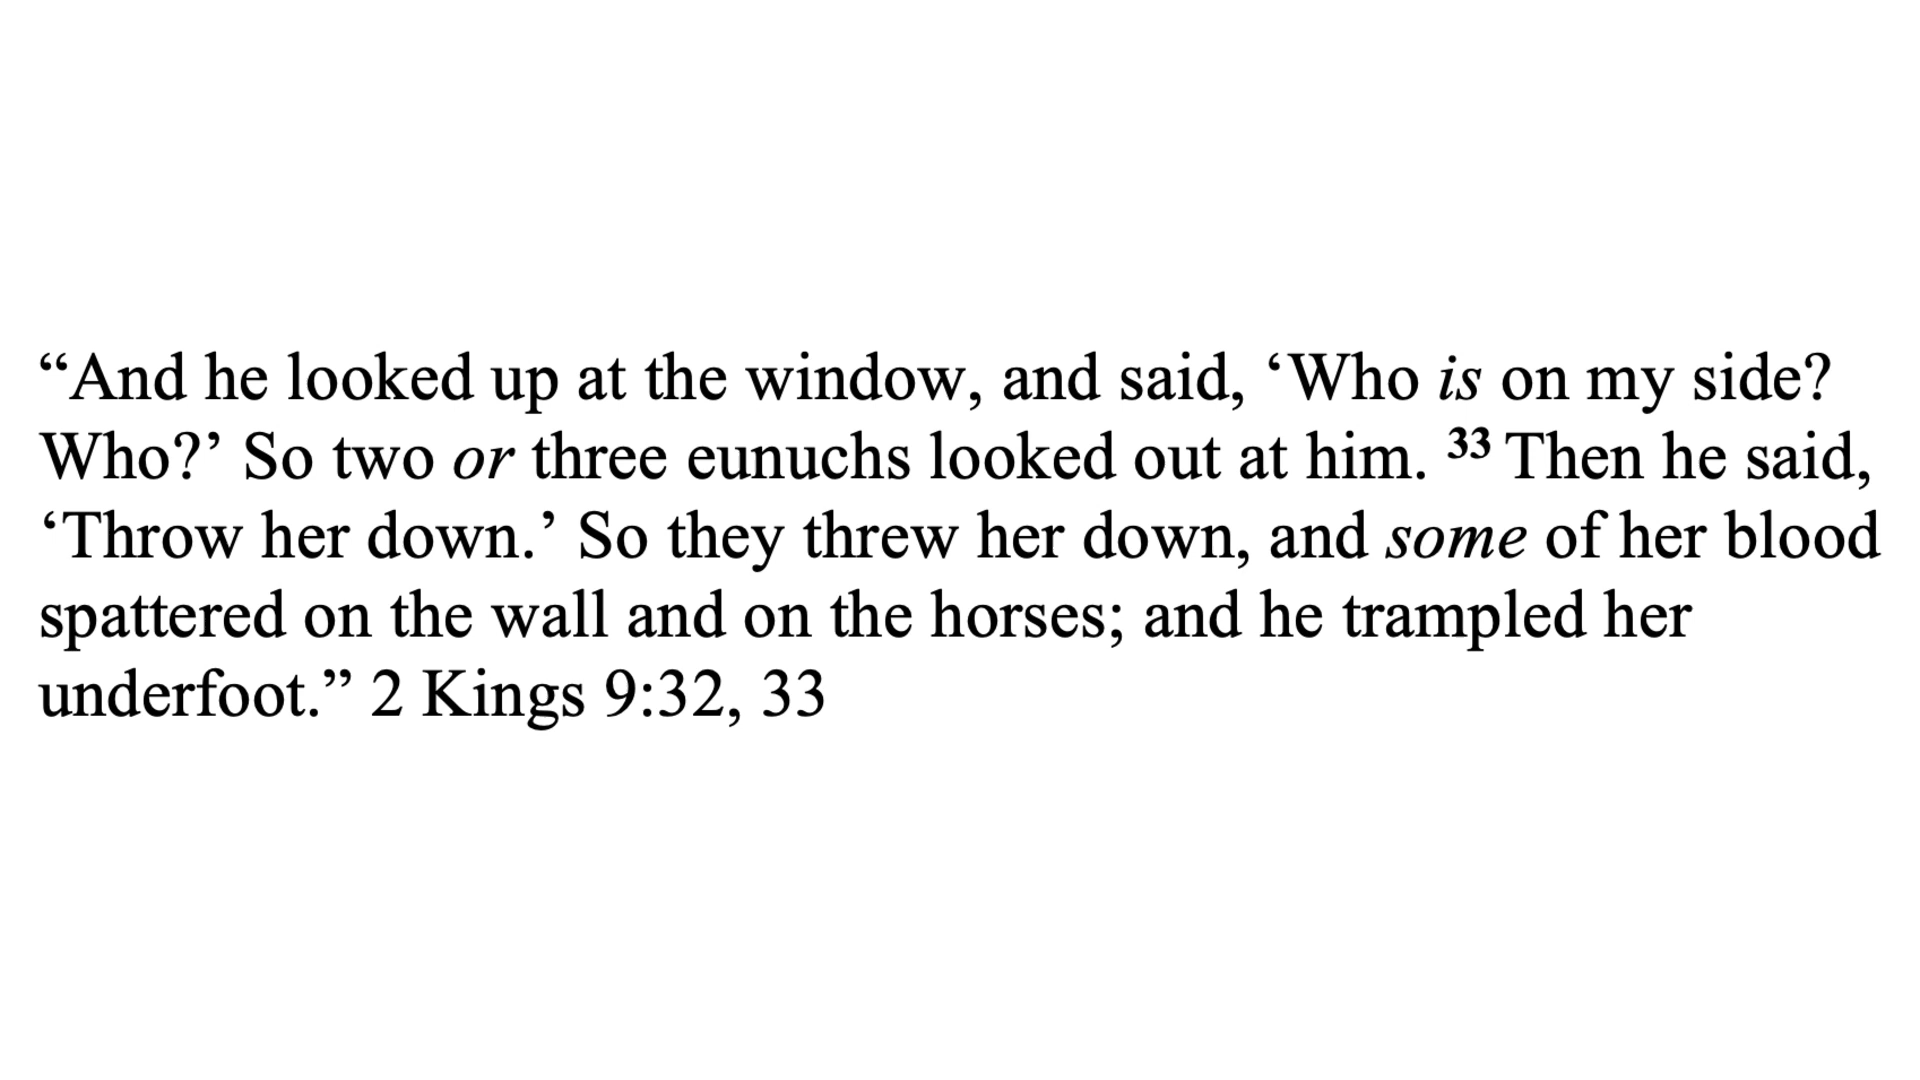 “And he looked up at the window, and said, ‘Who is on my side?
Who?’ So two or three eunuchs looked out at him. 33 Then he said,
‘Throw her down.’ So they threw her down, and some of her blood
spattered on the wall and on the horses; and he trampled her
underfoot.” 2 Kings 9:32, 33